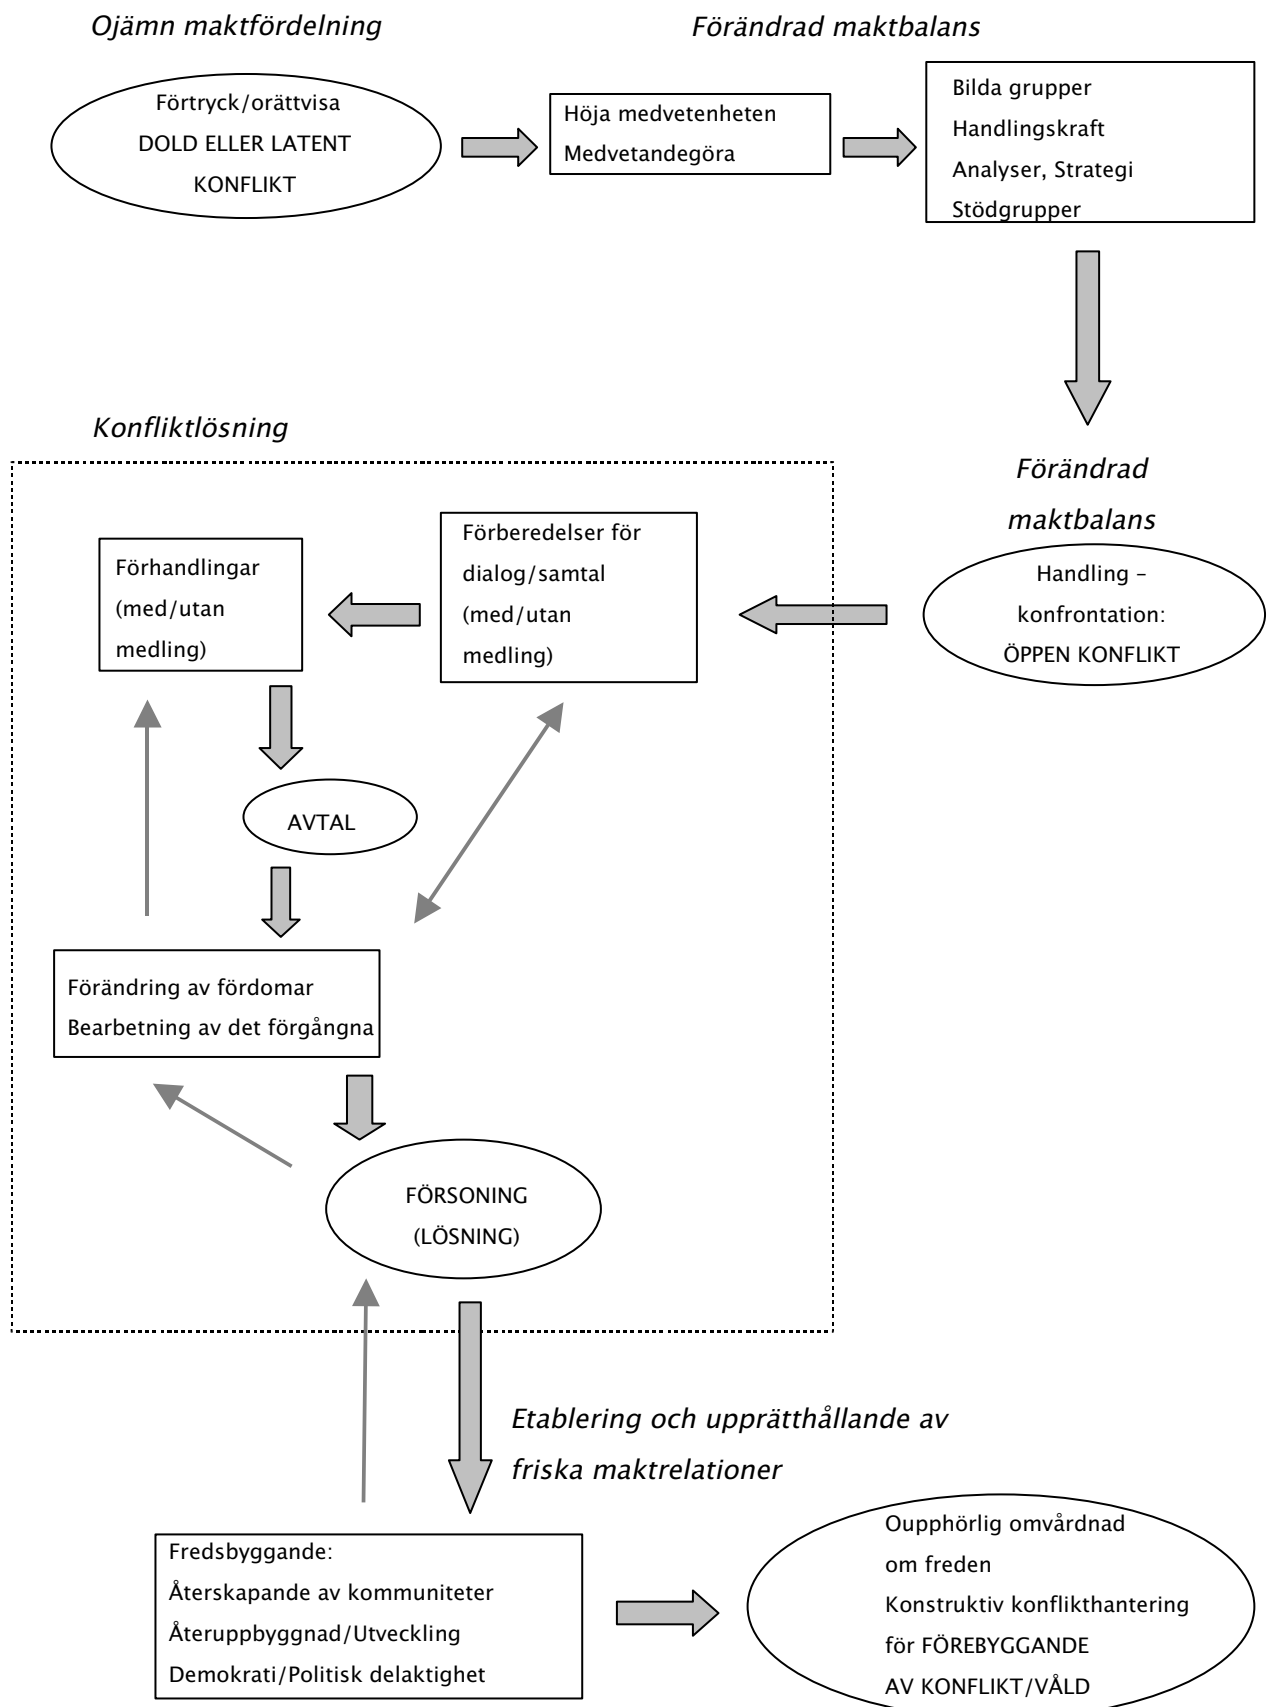 Ojämn maktfördelning
Förändrad maktbalans
Förtryck/orättvisa
DOLD ELLER LATENT
KONFLIKT
Höja medvetenheten
Medvetandegöra
Bilda grupper
Handlingskraft
Analyser, Strategi
Stödgrupper
Förändrad
maktbalans
Handling –
konfrontation:
ÖPPEN KONFLIKT
Konfliktlösning
Förberedelser för
dialog/samtal
(med/utan
medling)
Förhandlingar
(med/utan
medling)
AVTAL
Förändring av fördomar
Bearbetning av det förgångna
FÖRSONING
(LÖSNING)
Etablering och upprätthållande av
friska maktrelationer
Fredsbyggande:
Återskapande av kommuniteter
Återuppbyggnad/Utveckling
Demokrati/Politisk delaktighet
Oupphörlig omvårdnad
om freden
Konstruktiv konflikthantering
för FÖREBYGGANDE
AV KONFLIKT/VÅLD